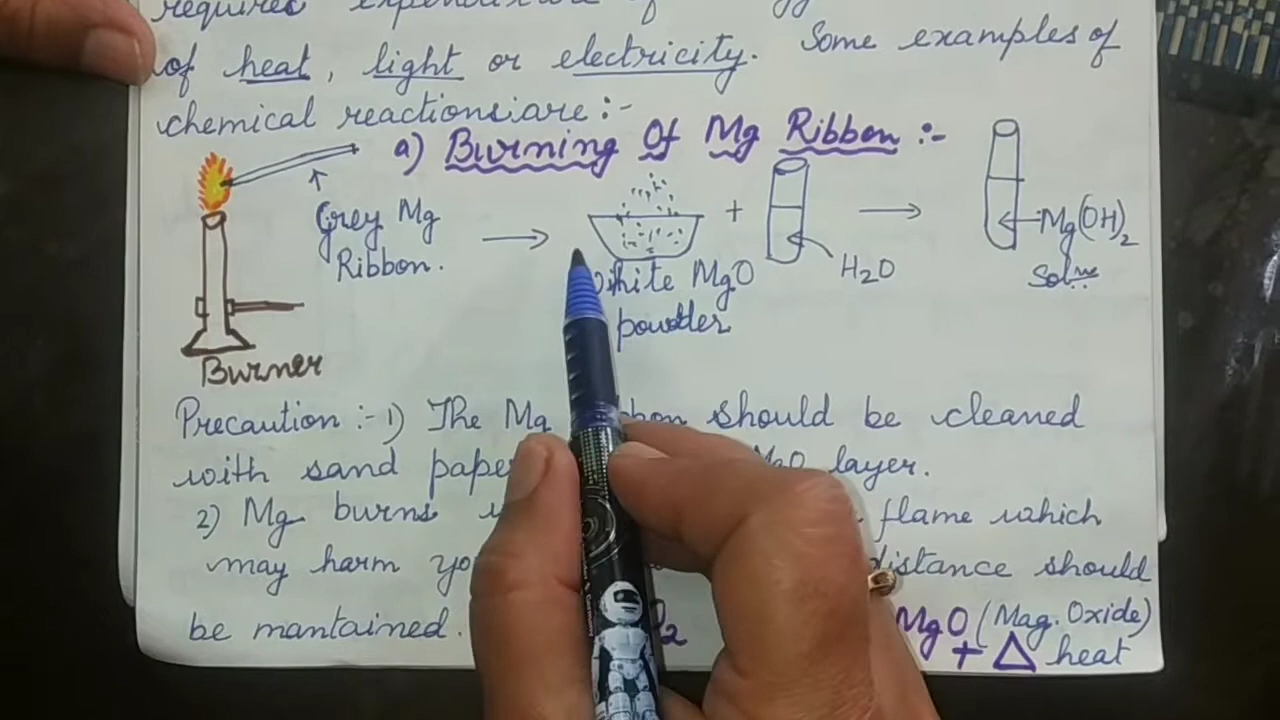 of heat, light or electricity. Some examples of
chemical reactions are :-
a) Burning Of Mg Ribbon :-
Grey Mg
Ribbon.
Burner
+
White MgO
powder
H2O
Mg(OH)2
Soln
Precaution :- 1) The Mg should be cleaned
with sand layer.
2) Mg burns flame which
may harm distance should
be mantained.
MgO (Mag. Oxide)
+ Δ heat